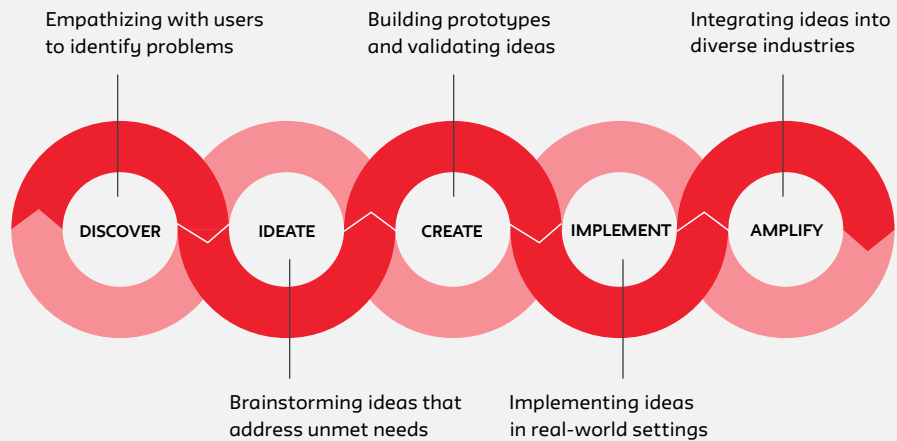 Empathizing with users
to identify problems
Building prototypes
and validating ideas
Integrating ideas into
diverse industries
DISCOVER
IDEATE
CREATE
IMPLEMENT
AMPLIFY
Brainstorming ideas that
address unmet needs
Implementing ideas
in real-world settings